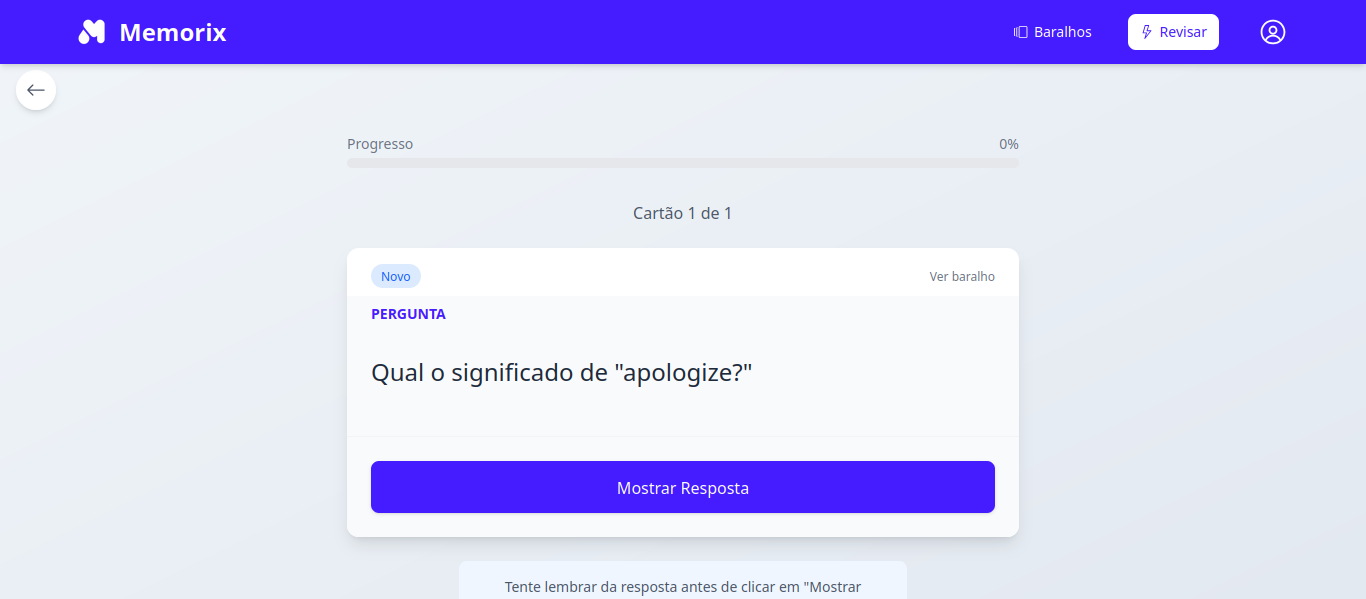 Memorix
Baralhos
Revisar
Progresso
0%
Cartão 1 de 1
Novo
Ver baralho
PERGUNTA
Qual o significado de "apologize?"
Mostrar Resposta
Tente lembrar da resposta antes de clicar em "Mostrar